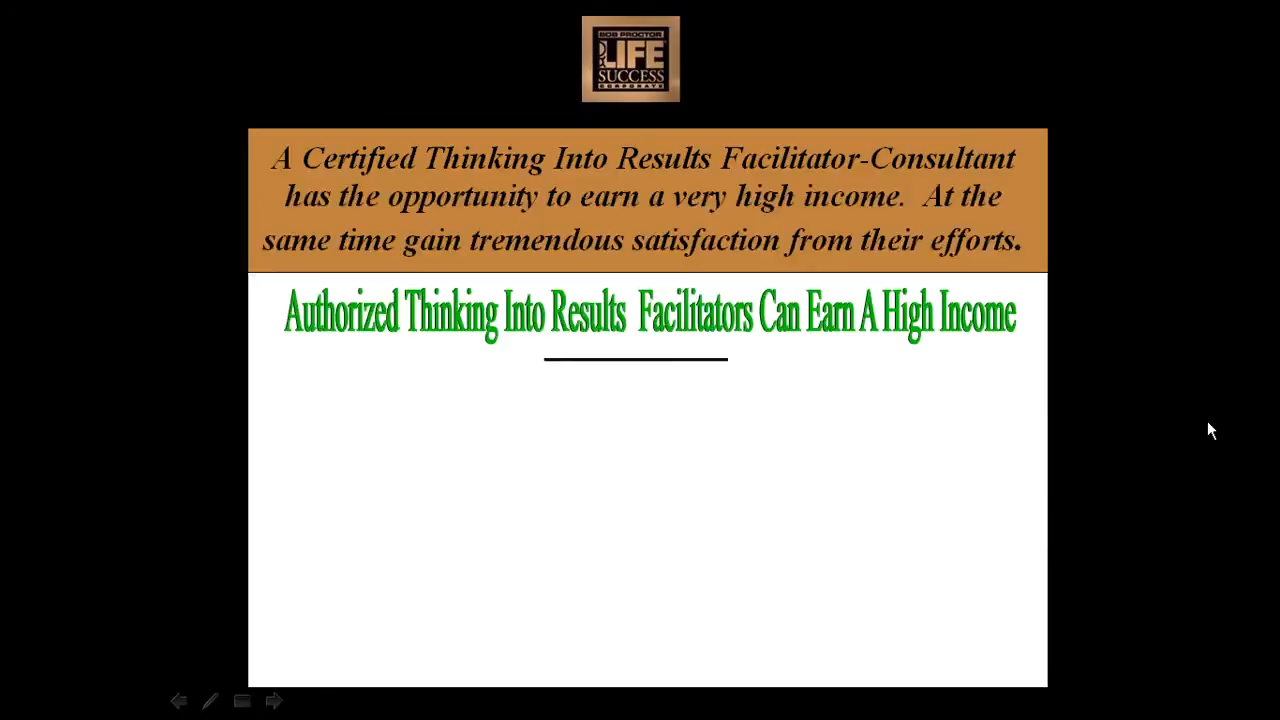 BOB PROCTOR
LIFE
SUCCESS
CORPORATE
A Certified Thinking Into Results Facilitator-Consultant
has the opportunity to earn a very high income.  At the
same time gain tremendous satisfaction from their efforts.
Authorized Thinking Into Results  Facilitators Can Earn A High Income